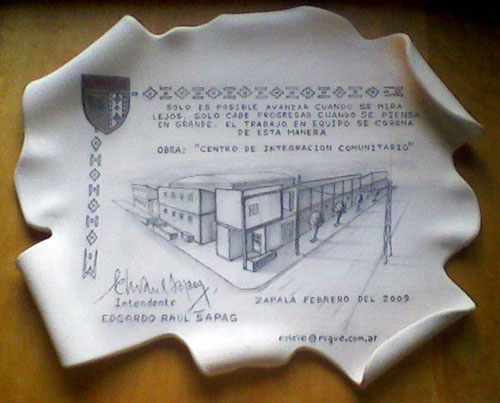 SOLO ES POSIBLE AVANZAR CUANDO SE MIRA
LEJOS. SOLO CABE PROGRESAR CUANDO SE PIENSA
EN GRANDE. EL TRABAJO EN EQUIPO SE CORONA
DE ESTA MANERA
OBRA: "CENTRO DE INTEGRACION COMUNITARIO"
Intendente
EDGARDO RAUL SAPAG
ZAPALA FEBRERO DEL 2009